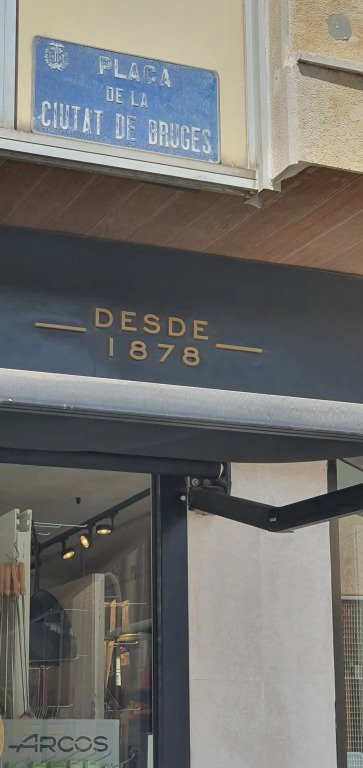 PLAÇA
DE LA
CIUTAT DE BRUGES
DESDE
1878
ARCOS